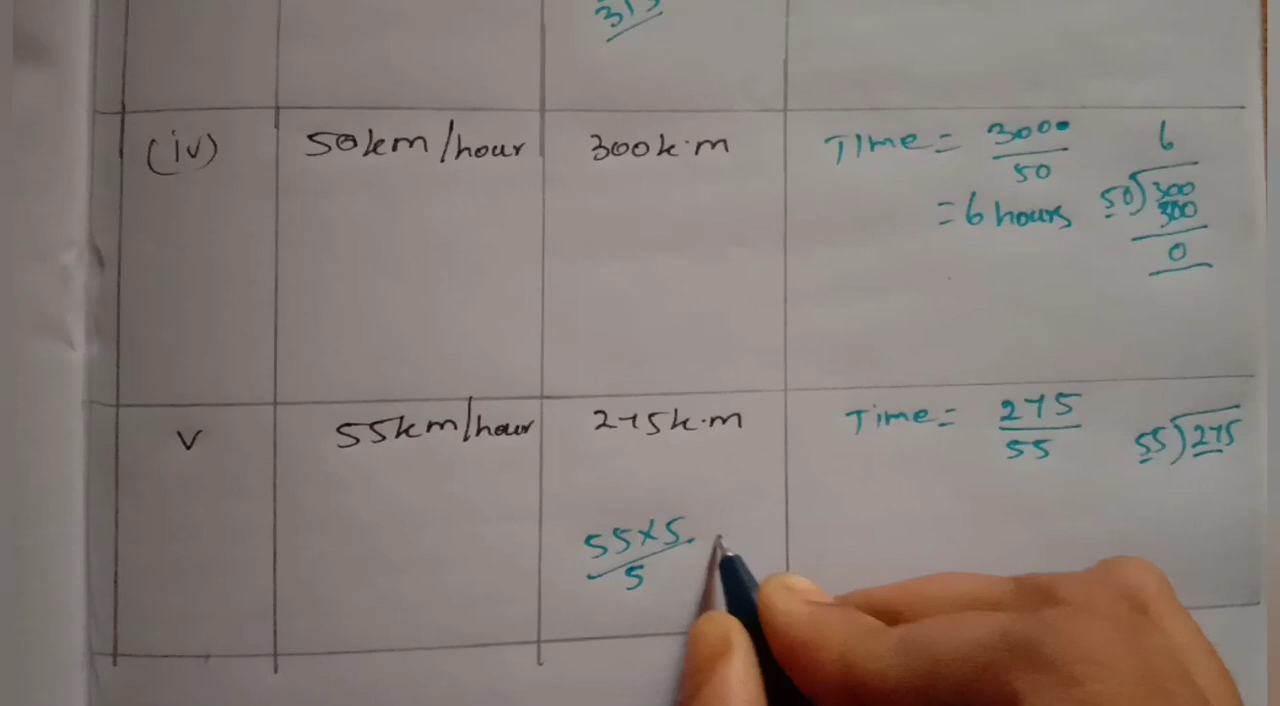 315
(iv) 50km/hour 300k.m Time = 3000/50 6
= 6 hours 50)300
300
0
v 55km/hour 275k.m Time = 275/55 55)275
55×5
5